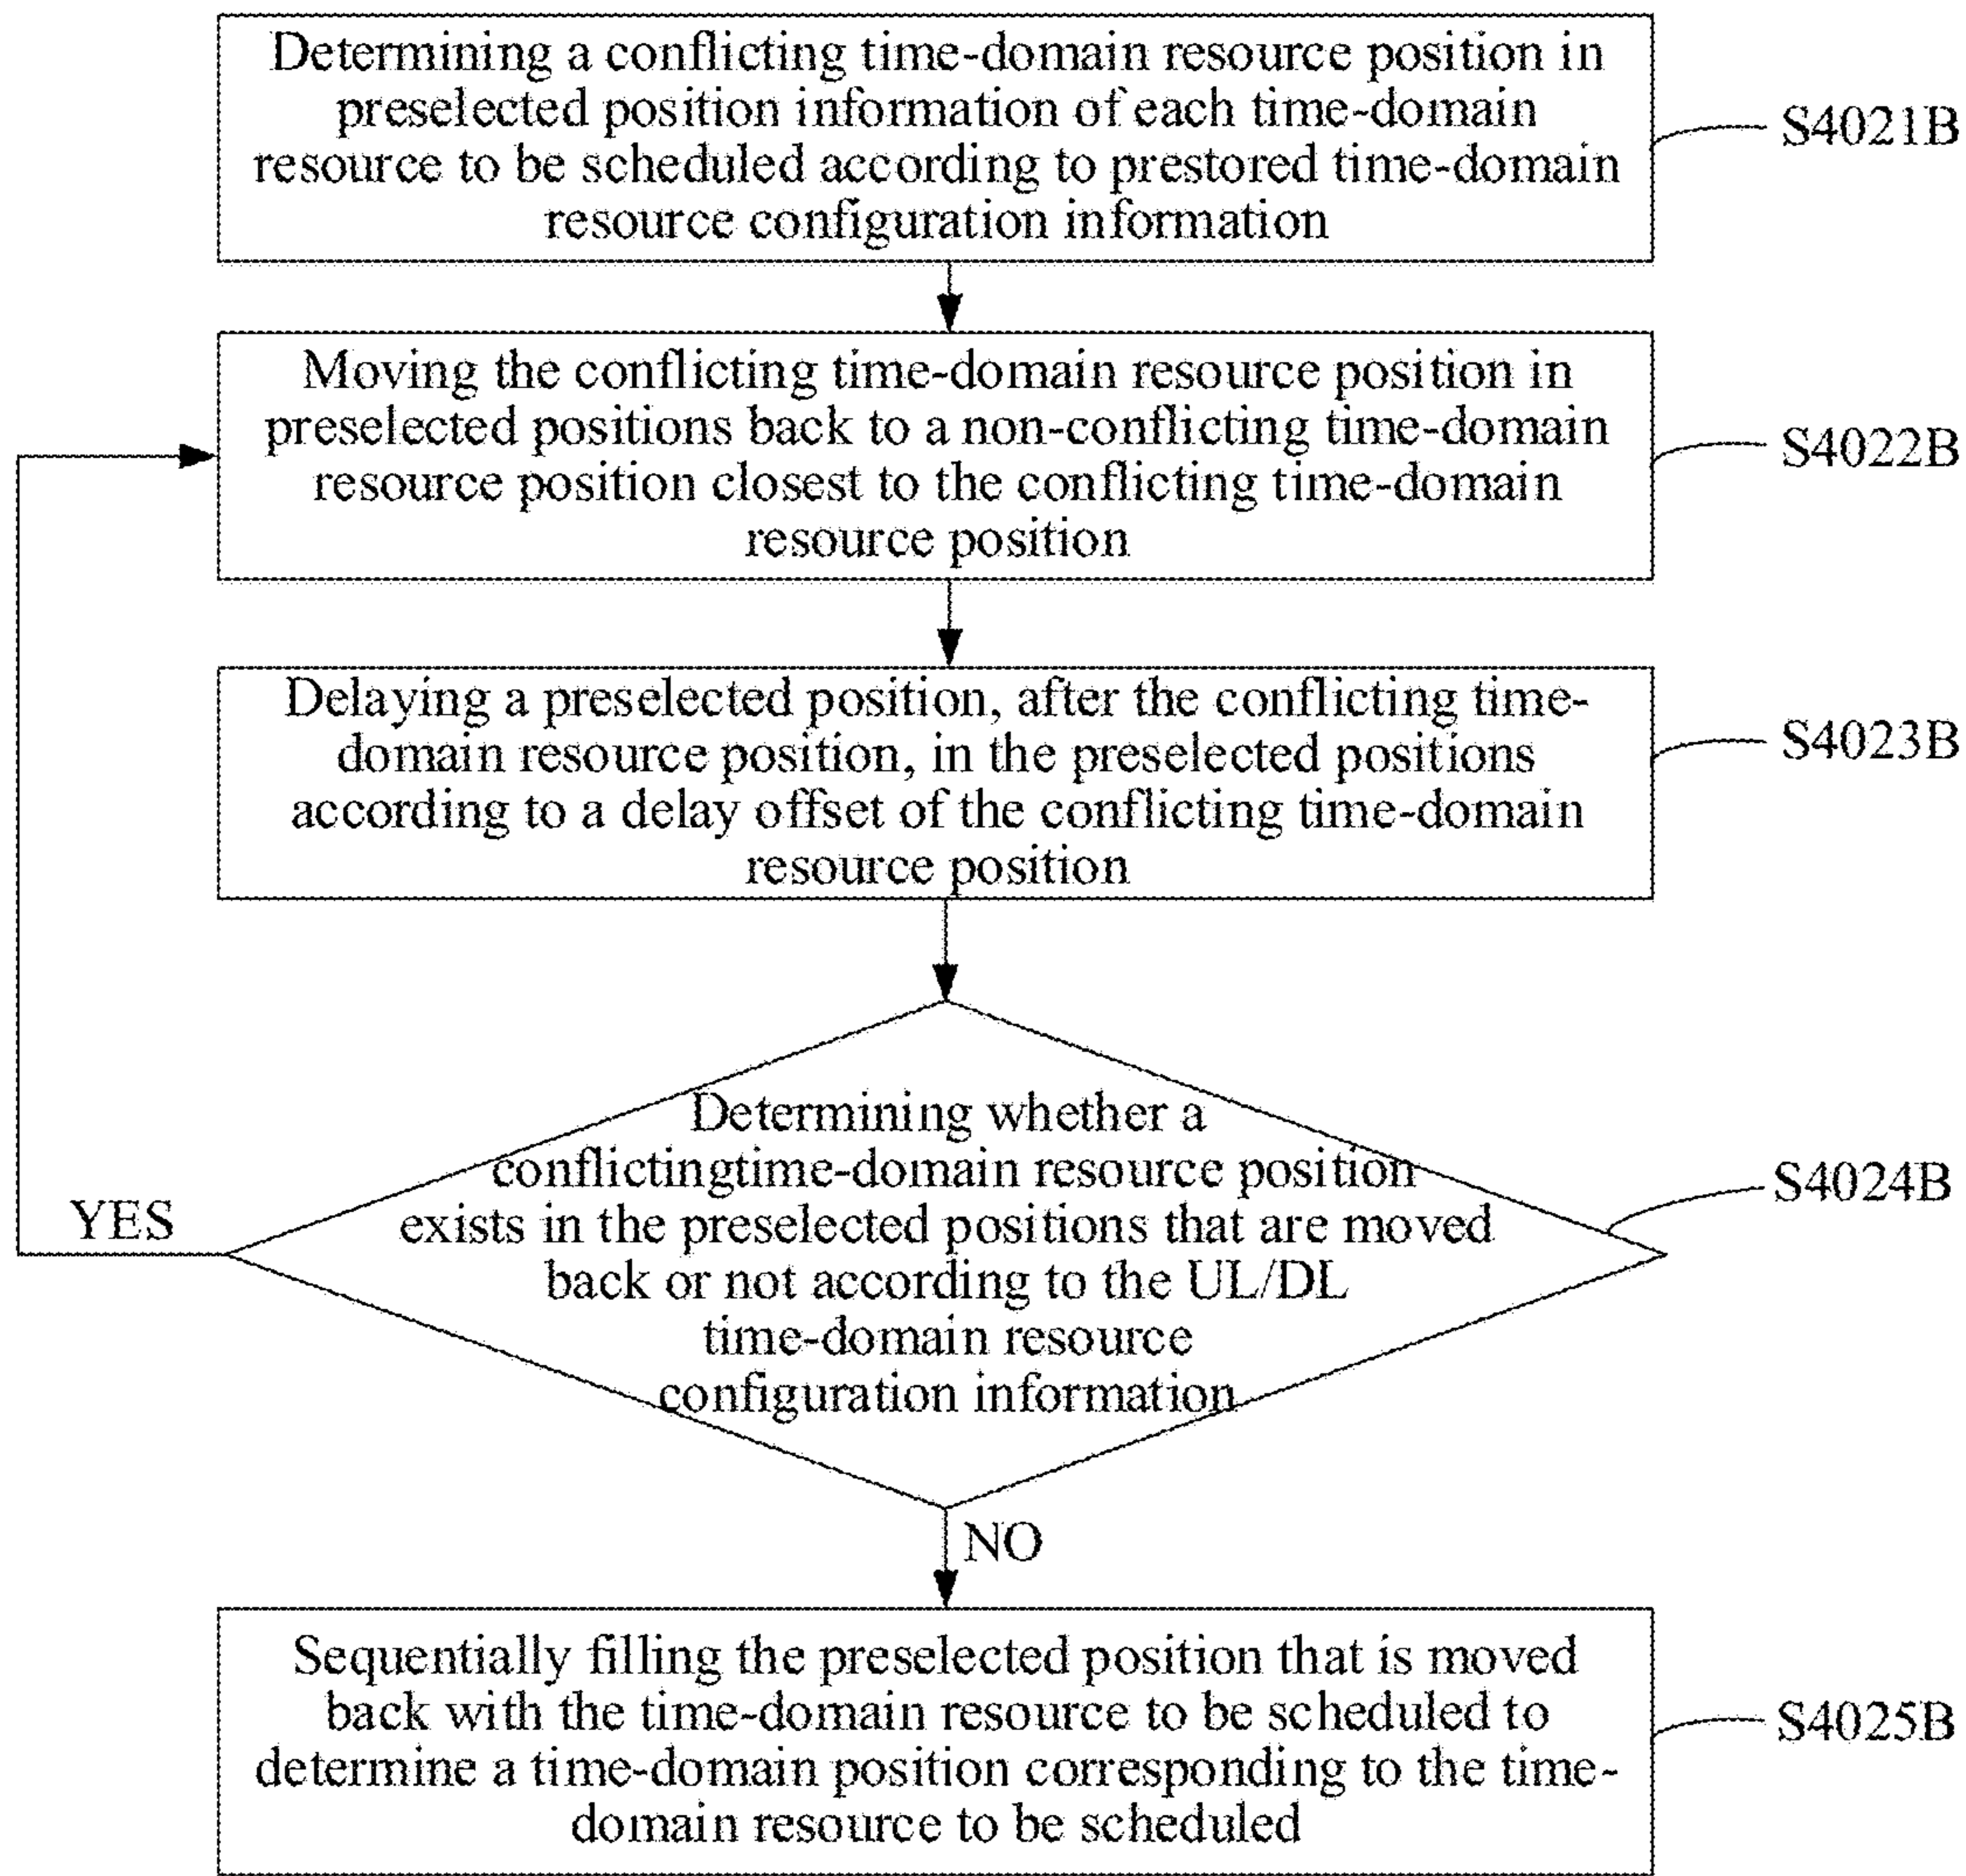 Determining a conflicting time-domain resource position in
preselected position information of each time-domain
resource to be scheduled according to prestored time-domain
resource configuration information
S4021B
Moving the conflicting time-domain resource position in
preselected positions back to a non-conflicting time-domain
resource position closest to the conflicting time-domain
resource position
S4022B
Delaying a preselected position, after the conflicting time-
domain resource position, in the preselected positions
according to a delay offset of the conflicting time-domain
resource position
S4023B
Determining whether a
conflictingtime-domain resource position
exists in the preselected positions that are moved
back or not according to the UL/DL
time-domain resource
configuration information
S4024B
YES
NO
Sequentially filling the preselected position that is moved
back with the time-domain resource to be scheduled to
determine a time-domain position corresponding to the time-
domain resource to be scheduled
S4025B